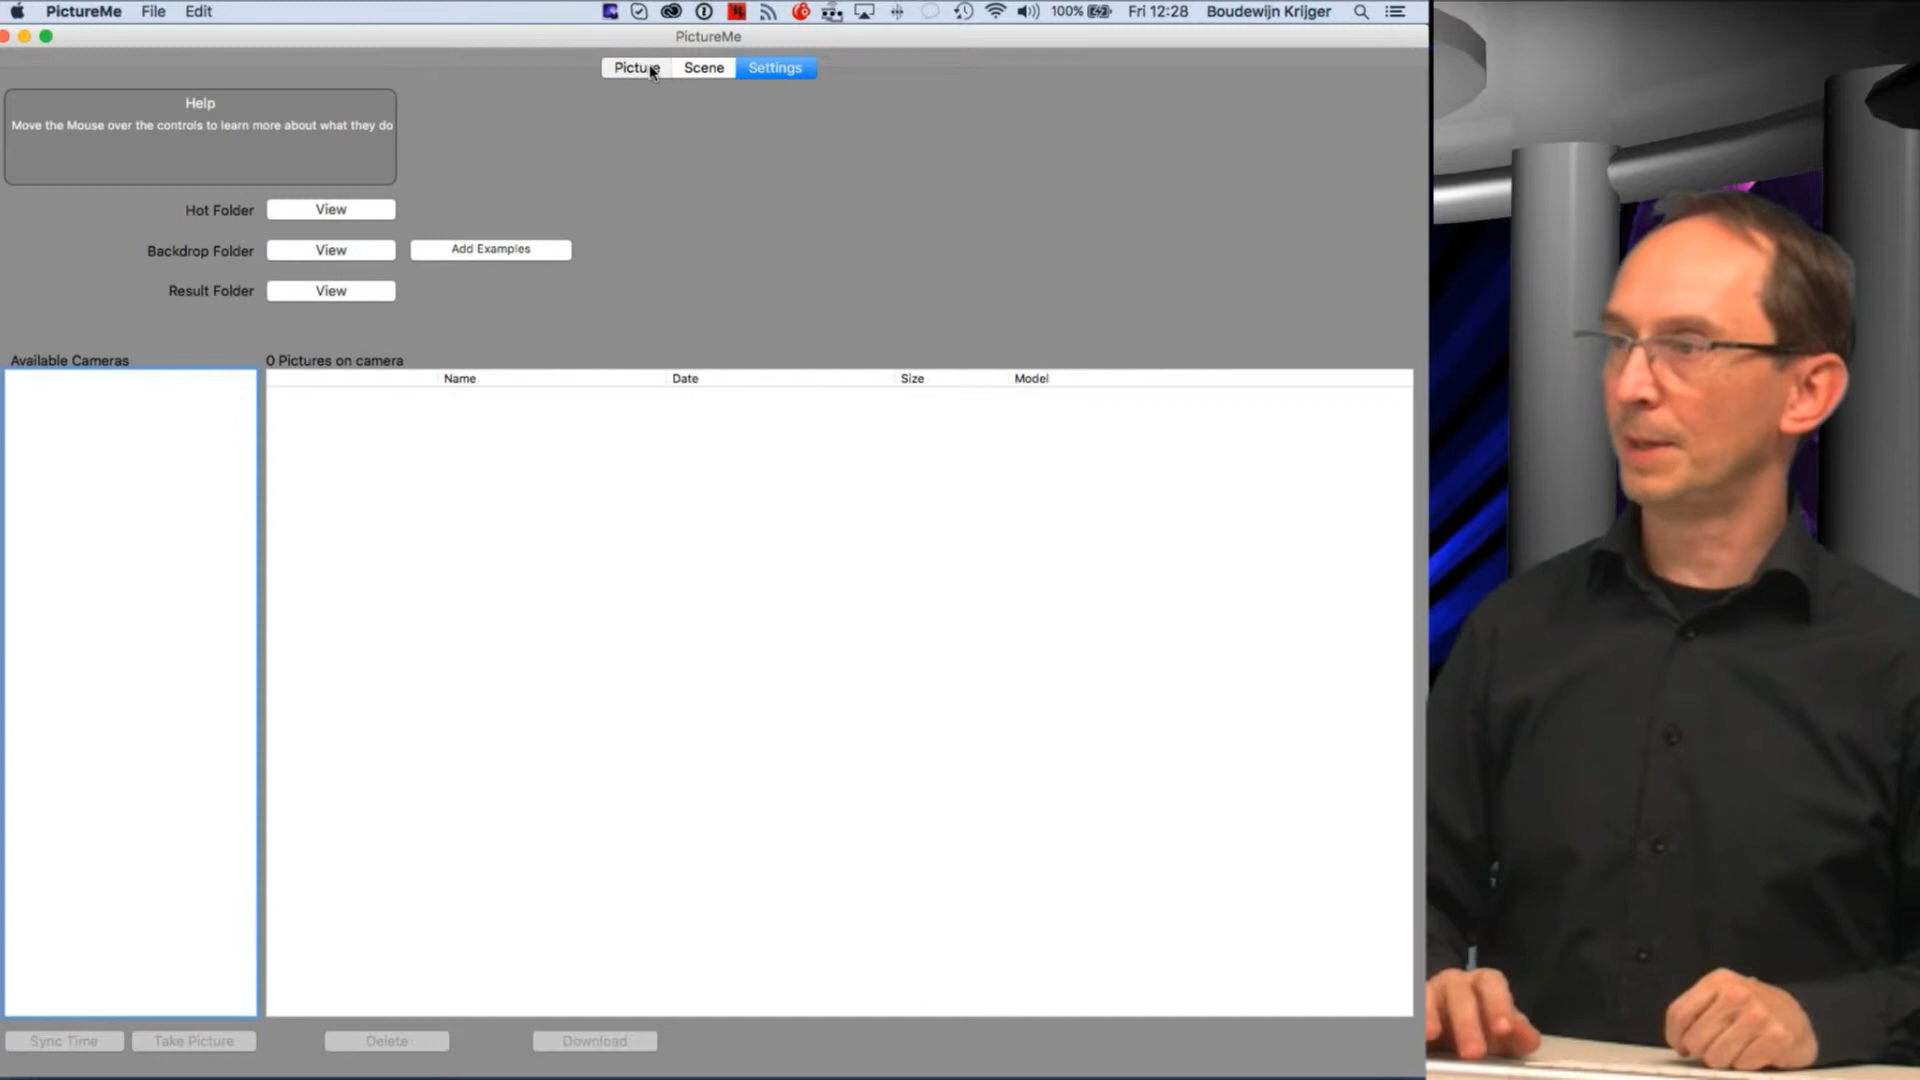 PictureMe File Edit 100% Fri 12:28 Boudewijn Krijger
PictureMe
Picture Scene Settings
Help
Move the Mouse over the controls to learn more about what they do
Hot Folder View
Backdrop Folder View Add Examples
Result Folder View
Available Cameras 0 Pictures on camera
Name Date Size Model
Sync Time Take Picture Delete Download